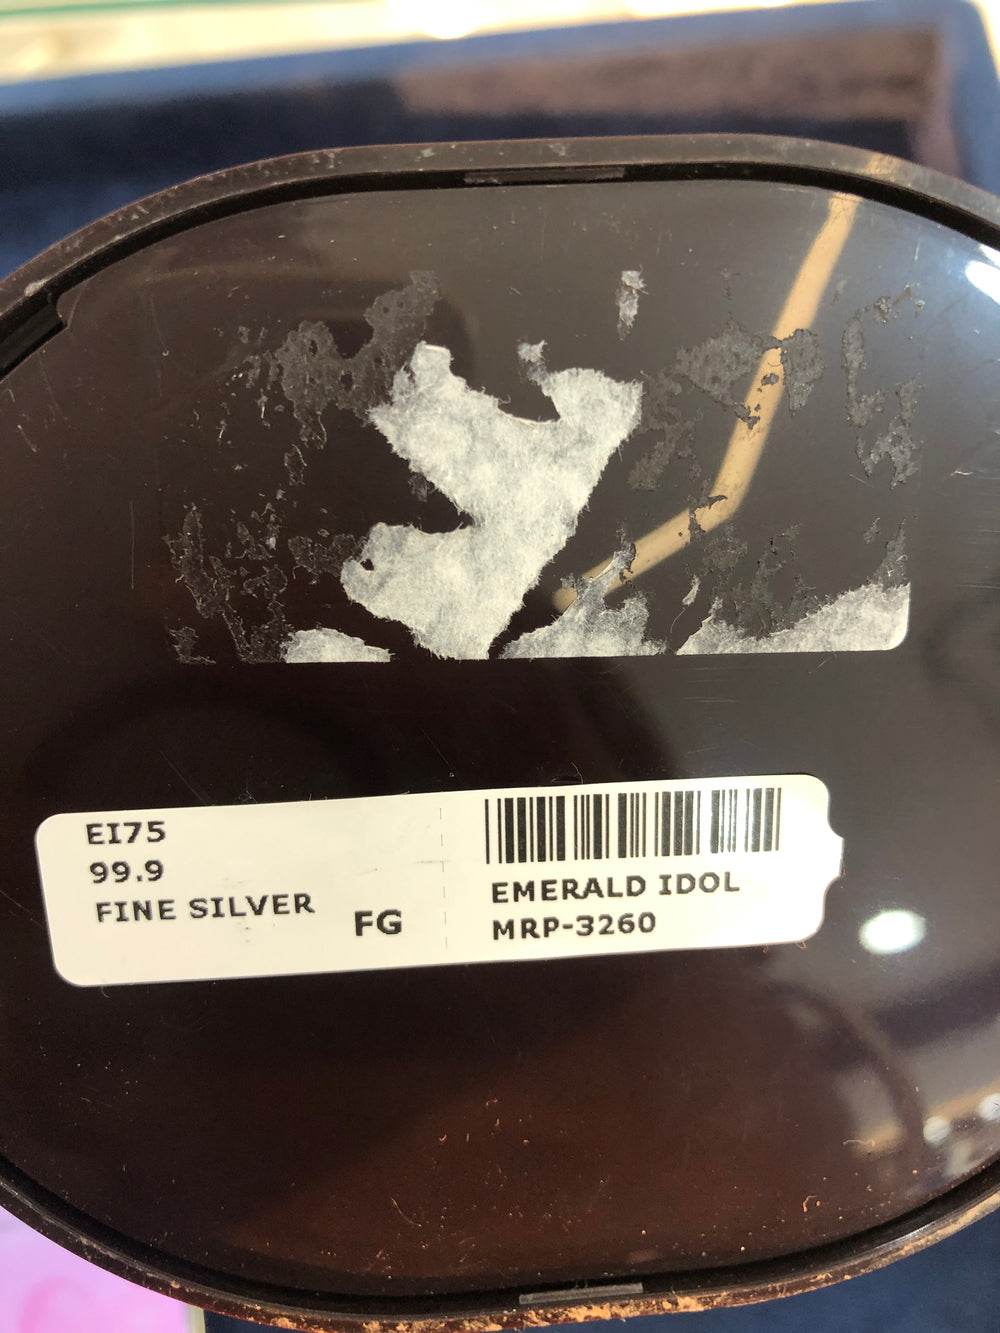 EI75
99.9
FINE SILVER
FG
EMERALD IDOL
MRP-3260